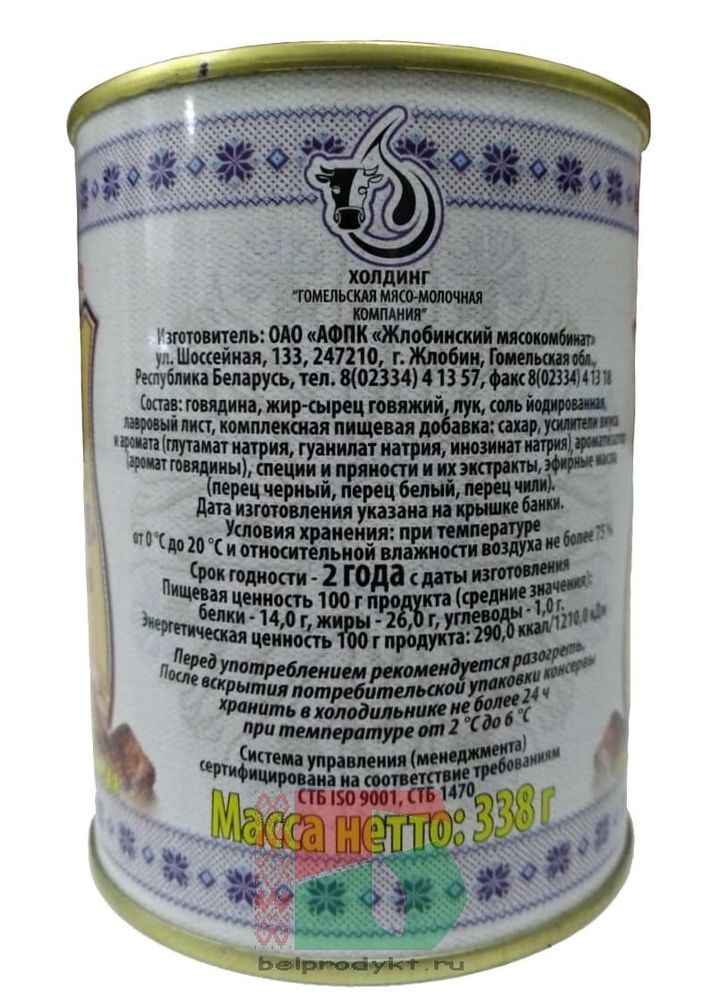 ХОЛДИНГ
"ГОМЕЛЬСКАЯ МЯСО-МОЛОЧНАЯ
КОМПАНИЯ"
Изготовитель: ОАО «АФПК «Жлобинский мясокомбинат»
ул. Шоссейная, 133, 247210, г. Жлобин, Гомельская обл.,
Республика Беларусь, тел. 8(02334) 4 13 57, факс 8(02334) 4 13 18
Состав: говядина, жир-сырец говяжий, лук, соль йодированная,
лавровый лист, комплексная пищевая добавка: сахар, усилители вкуса
и аромата (глутамат натрия, гуанилат натрия, инозинат натрия), ароматизатор
(аромат говядины), специи и пряности и их экстракты, эфирные масла
(перец черный, перец белый, перец чили).
Дата изготовления указана на крышке банки.
Условия хранения: при температуре
от 0 °С до 20 °С и относительной влажности воздуха не более 75 %
Срок годности - 2 ГОДА с даты изготовления
Пищевая ценность 100 г продукта (средние значения):
белки - 14,0 г, жиры - 26,0 г, углеводы - 1,0 г.
Энергетическая ценность 100 г продукта: 290,0 ккал/1210,0 кДж
Перед употреблением рекомендуется разогреть.
После вскрытия потребительской упаковки консервы
хранить в холодильнике не более 24 ч
при температуре от 2 °С до 6 °С
Система управления (менеджмента)
сертифицирована на соответствие требованиям
СТБ ISO 9001, СТБ 1470
Масса нетто: 338 г
belprodykt.ru